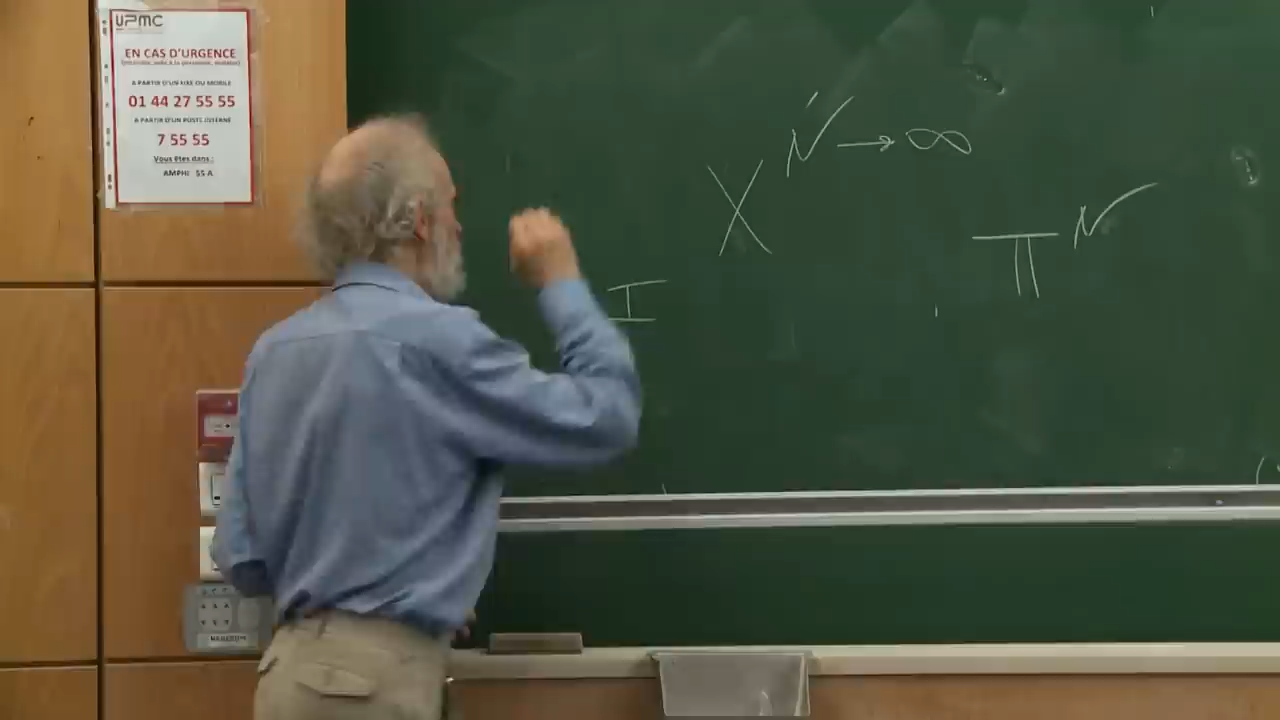 UPMC
EN CAS D'URGENCE
A PARTIR D'UN FIXE OU MOBILE
01 44 27 55 55
A PARTIR D'UN POSTE INTERNE
7 55 55
Vous êtes dans :
AMPHI 55 A
X N → ∞
Π N
I